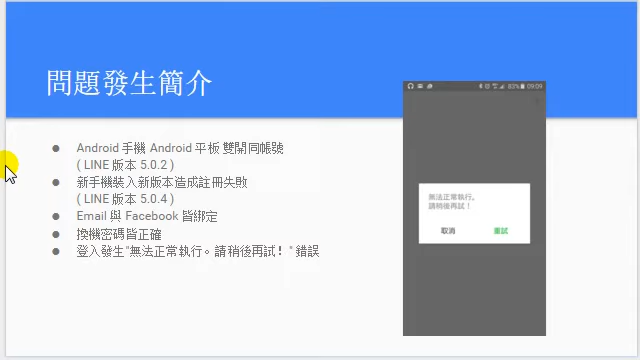 問題發生簡介
Android 手機 Android 平板 雙開同帳號
( LINE 版本 5.0.2 )
新手機裝入新版本造成註冊失敗
( LINE 版本 5.0.4 )
Email 與 Facebook 皆綁定
換機密碼皆正確
登入發生"無法正常執行。請稍後再試！" 錯誤
83% 09:09
無法正常執行。
請稍後再試！
取消 重試